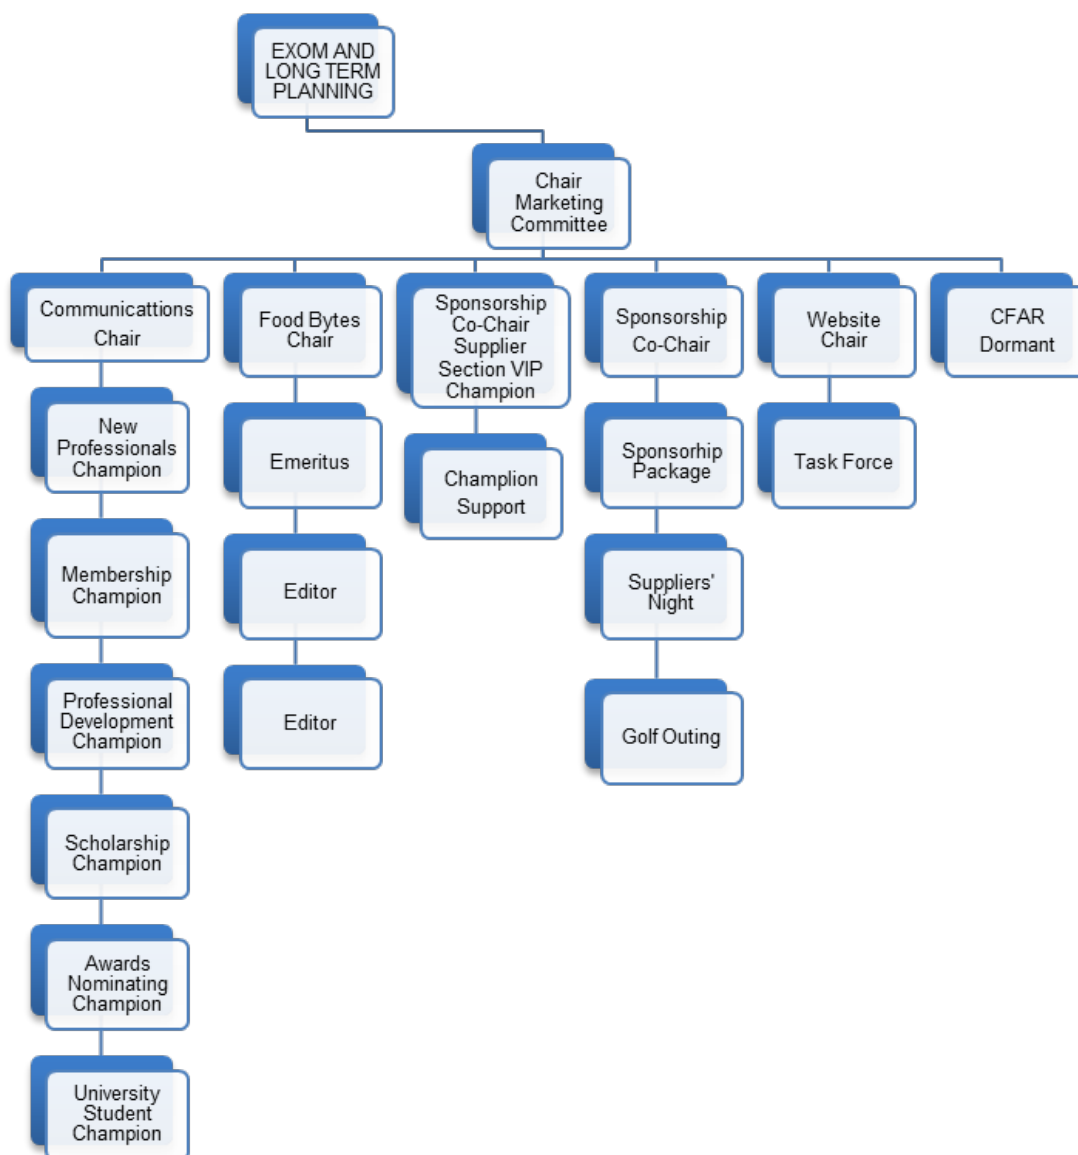 EXOM AND
LONG TERM
PLANNING
Chair
Marketing
Committee
Communicattions
Chair
Food Bytes
Chair
Sponsorship
Co-Chair
Supplier
Section VIP
Champion
Sponsorship
Co-Chair
Website
Chair
CFAR
Dormant
New
Professionals
Champion
Emeritus
Champlion
Support
Sponsorhip
Package
Task Force
Membership
Champion
Editor
Suppliers'
Night
Professional
Development
Champion
Editor
Golf Outing
Scholarship
Champion
Awards
Nominating
Champion
University
Student
Champion